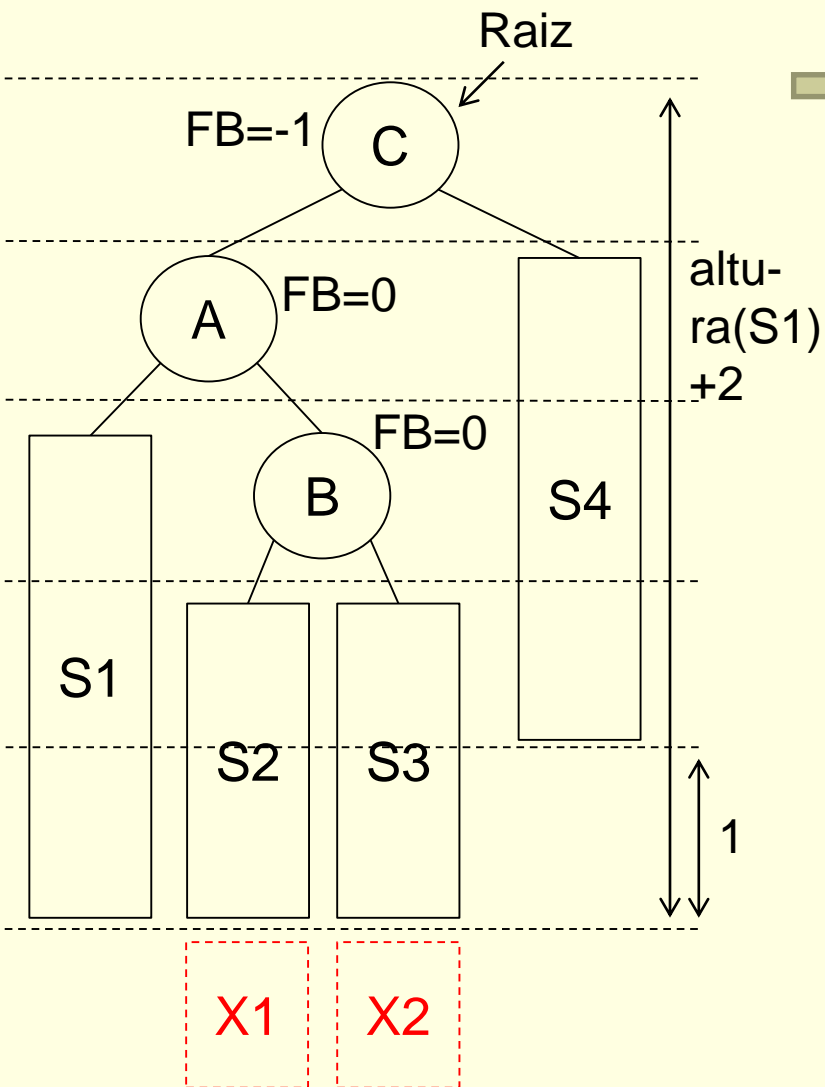 Raiz
FB=-1
C
altu-
ra(S1)
+2
A
FB=0
FB=0
B
S4
S1
S2
S3
1
X1
X2